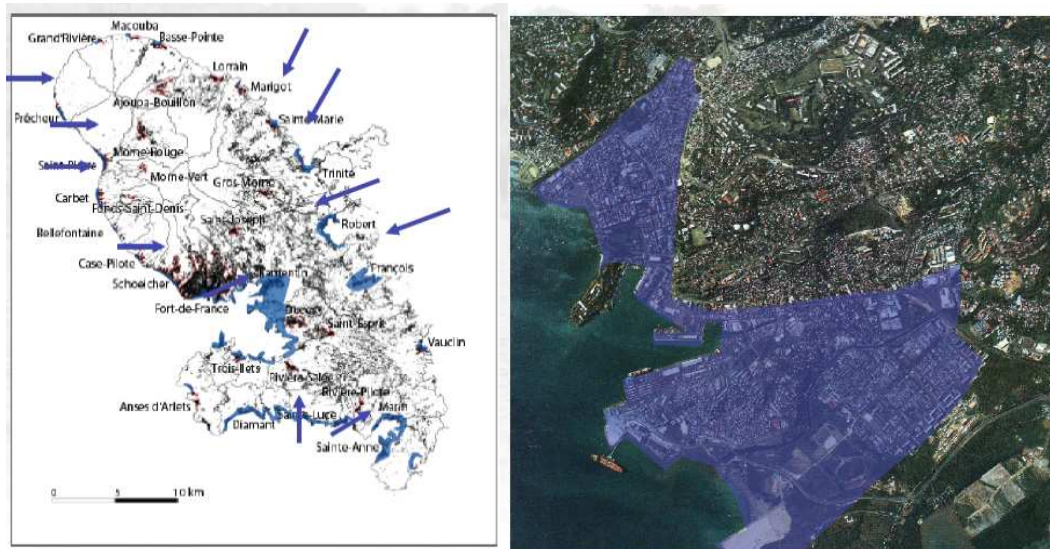 Macouba
Grand'Rivière
Basse-Pointe
Lorrain
Marigot
Ajoupa-Bouillon
Prêcheur
Sainte-Marie
Morne-Rouge
Saint-Pierre
Trinité
Morne-Vert
Gros-Morne
Carbet
Fonds-Saint-Denis
Saint-Joseph
Robert
Bellefontaine
Case-Pilote
Lamentin
François
Schoelcher
Fort-de-France
Ducos
Saint-Esprit
Vauclin
Trois-Ilets
Rivière-Salée
Rivière-Pilote
Anses d'Arlets
Marin
Sainte-Luce
Diamant
Sainte-Anne
0 5 10 km